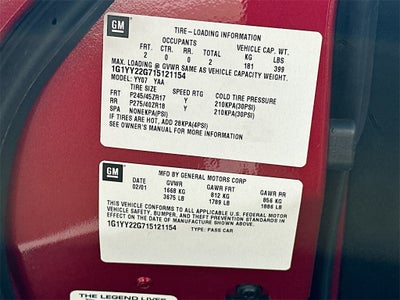 GM
TIRE-LOADING INFORMATION
OCCUPANTS VEHICLE CAP. WT.
FRT CTR. RR. TOTAL KG LBS
2 0 0 2 181 399
MAX. LOADING @ GVWR SAME AS VEHICLE CAPACITY WEIGHT.
1G1YY22G715121154
MODEL: YY07 YAA
TIRE SIZE SPEED RTG COLD TIRE PRESSURE
FRT P245/45ZR17 Y 210KPA(30PSI)
RR P275/40ZR18 Y 210KPA(30PSI)
SPA NONEKPA(PSI) KPA(PSI)
IF TIRES ARE HOT, ADD 28KPA(4PSI)
SEE OWNER'S MANUAL FOR MORE INFORMATION.
GM
MFD BY GENERAL MOTORS CORP
DATE GVWR GAWR FRT GAWR RR
02/01 1668 KG 812 KG 856 KG
3675 LB 1789 LB 1886 LB
THIS VEHICLE CONFORMS TO ALL APPLICABLE U.S. FEDERAL MOTOR
VEHICLE SAFETY, BUMPER, AND THEFT PREVENTION STANDARDS IN
EFFECT ON THE DATE OF MANUFACTURE SHOWN ABOVE.
1G1YY22G715121154 TYPE: PASS CAR
THE LEGEND LIVES